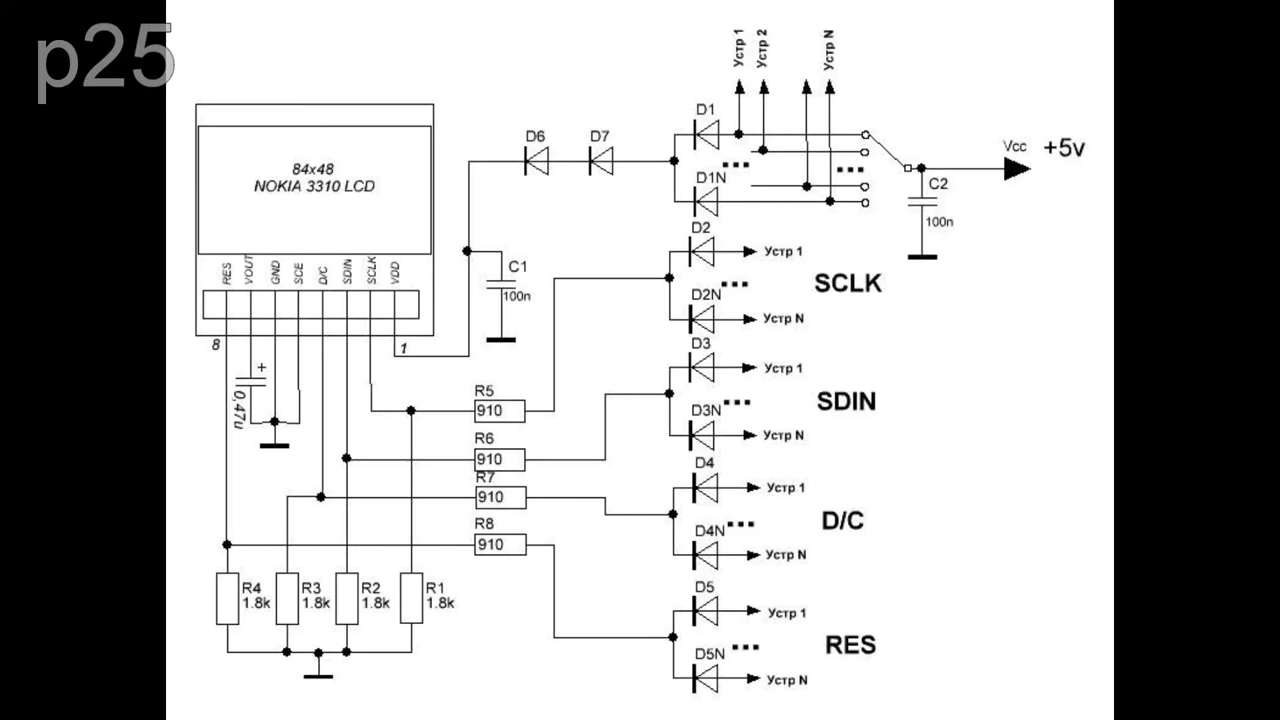 p25
Устр 1
Устр 2
Устр N
D1
D6
D7
Vcc
+5v
84x48
NOKIA 3310 LCD
D1N
C2
100n
D2
Устр 1
RES
VOUT
GND
SCE
D/C
SDIN
SCLK
VDD
C1
100n
SCLK
D2N
Устр N
8
1
D3
Устр 1
+
0,47u
R5
910
SDIN
D3N
Устр N
R6
910
D4
Устр 1
R7
910
D/C
R8
910
D4N
Устр N
R4
1.8k
R3
1.8k
R2
1.8k
R1
1.8k
D5
Устр 1
RES
D5N
Устр N